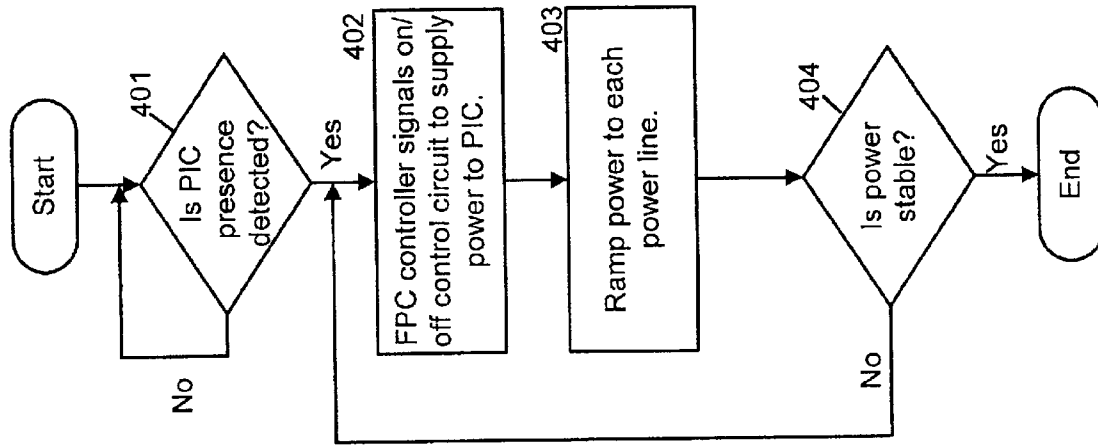 Start
401
Is PIC
presence
detected?
No
Yes
402
FPC controller signals on/
off control circuit to supply
power to PIC.
403
Ramp power to each
power line.
404
Is power
stable?
No
Yes
End